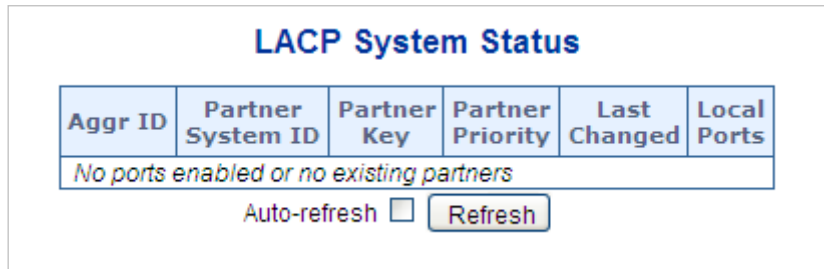 LACP System Status
Aggr ID Partner System ID Partner Key Partner Priority Last Changed Local Ports
No ports enabled or no existing partners
Auto-refresh Refresh